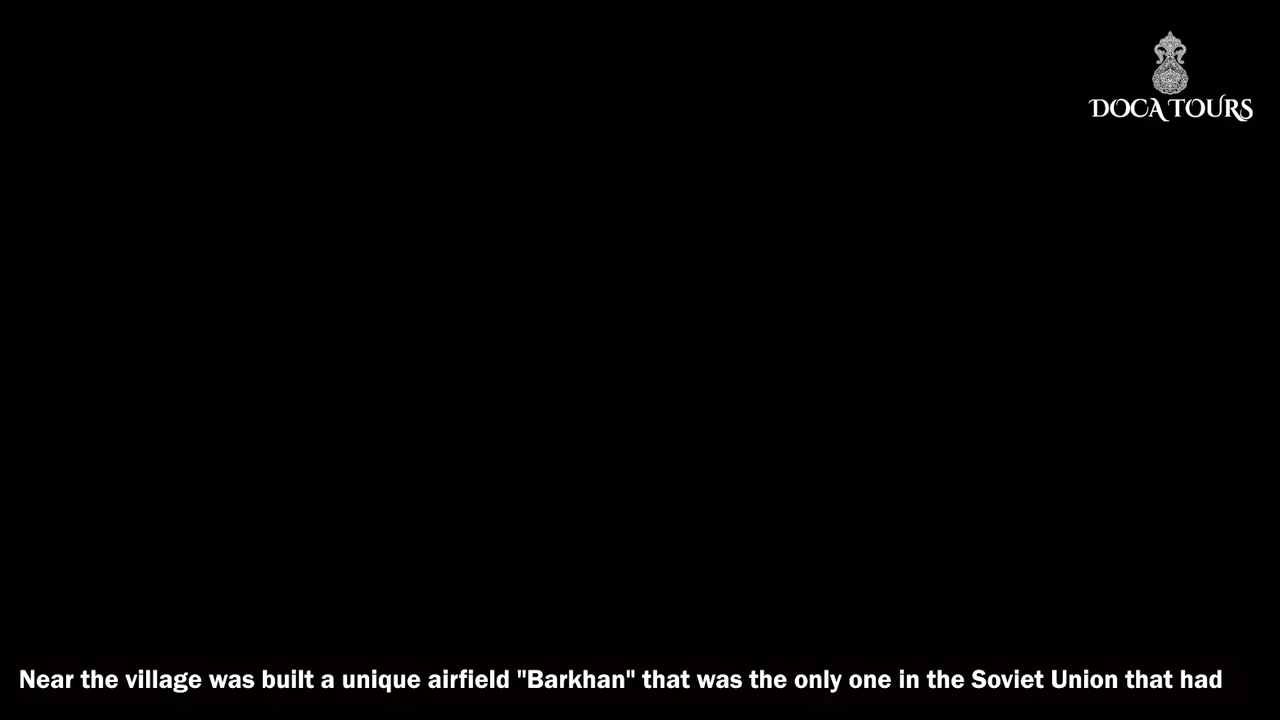 DOCA TOURS
Near the village was built a unique airfield "Barkhan" that was the only one in the Soviet Union that had